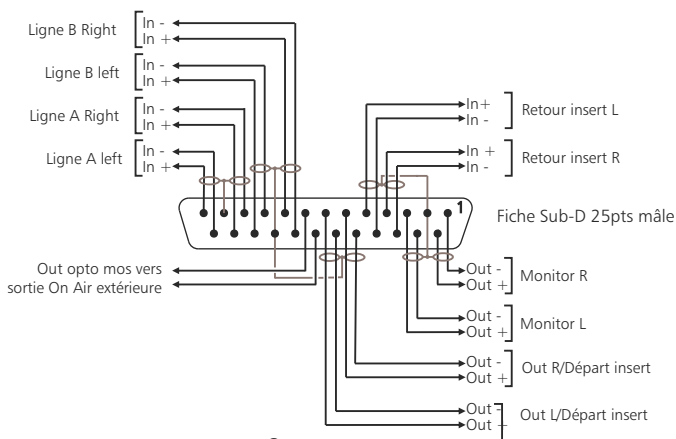 Ligne B Right
In -
In +
Ligne B left
In -
In +
Ligne A Right
In -
In +
Ligne A left
In -
In +
In+
In -
Retour insert L
In +
In -
Retour insert R
1
Fiche Sub-D 25pts mâle
Out opto mos vers
sortie On Air extérieure
Out -
Out +
Monitor R
Out -
Out +
Monitor L
Out -
Out +
Out R/Départ insert
Out -
Out +
Out L/Départ insert